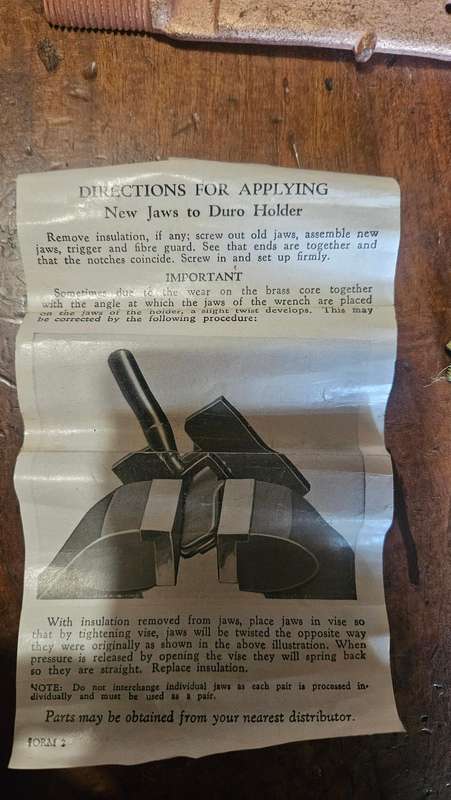 DIRECTIONS FOR APPLYING
New Jaws to Duro Holder
Remove insulation, if any; screw out old jaws, assemble new
jaws, trigger and fibre guard. See that ends are together and
that the notches coincide. Screw in and set up firmly.
IMPORTANT
Sometimes due to the wear on the brass core together
with the angle at which the jaws of the wrench are placed
on the jaws of the holder, a slight twist develops. This may
be corrected by the following procedure:
With insulation removed from jaws, place jaws in vise so
that by tightening vise, jaws will be twisted the opposite way
they were originally as shown in the above illustration. When
pressure is released by opening the vise they will spring back
so they are straight. Replace insulation.
NOTE: Do not interchange individual jaws as each pair is processed in-
dividually and must be used as a pair.
Parts may be obtained from your nearest distributor.
FORM 2